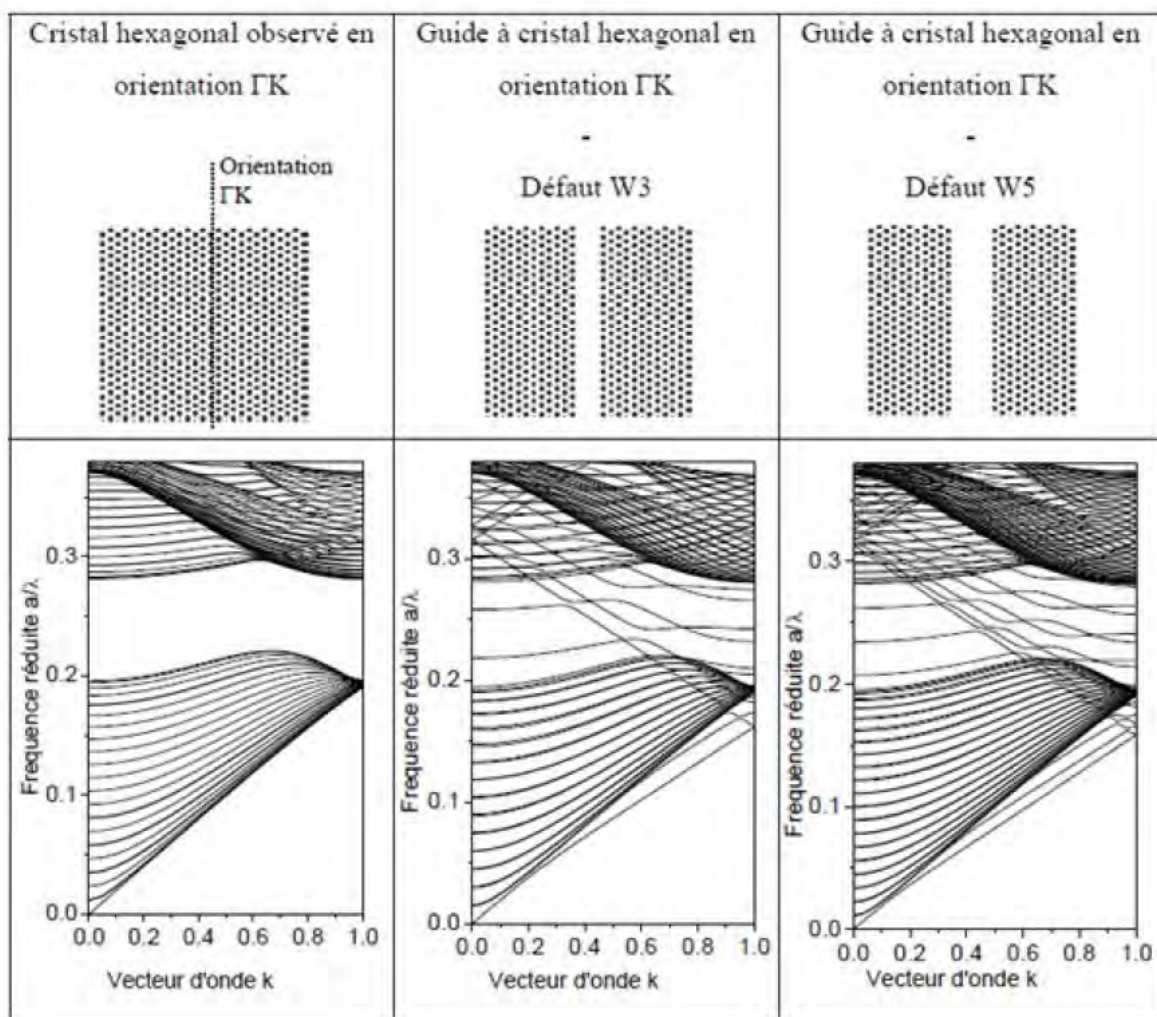 Cristal hexagonal observé en
orientation ΓK
Orientation
ΓK
Guide à cristal hexagonal en
orientation ΓK
-
Défaut W3
Guide à cristal hexagonal en
orientation ΓK
-
Défaut W5
Frequence réduite a/λ
0.3
0.2
0.1
0.0
0.0 0.2 0.4 0.6 0.8 1.0
Vecteur d'onde k
Frequence réduite a/λ
0.3
0.2
0.1
0.0
0.0 0.2 0.4 0.6 0.8 1.0
Vecteur d'onde k
Frequence réduite a/λ
0.3
0.2
0.1
0.0
0.0 0.2 0.4 0.6 0.8 1.0
Vecteur d'onde k